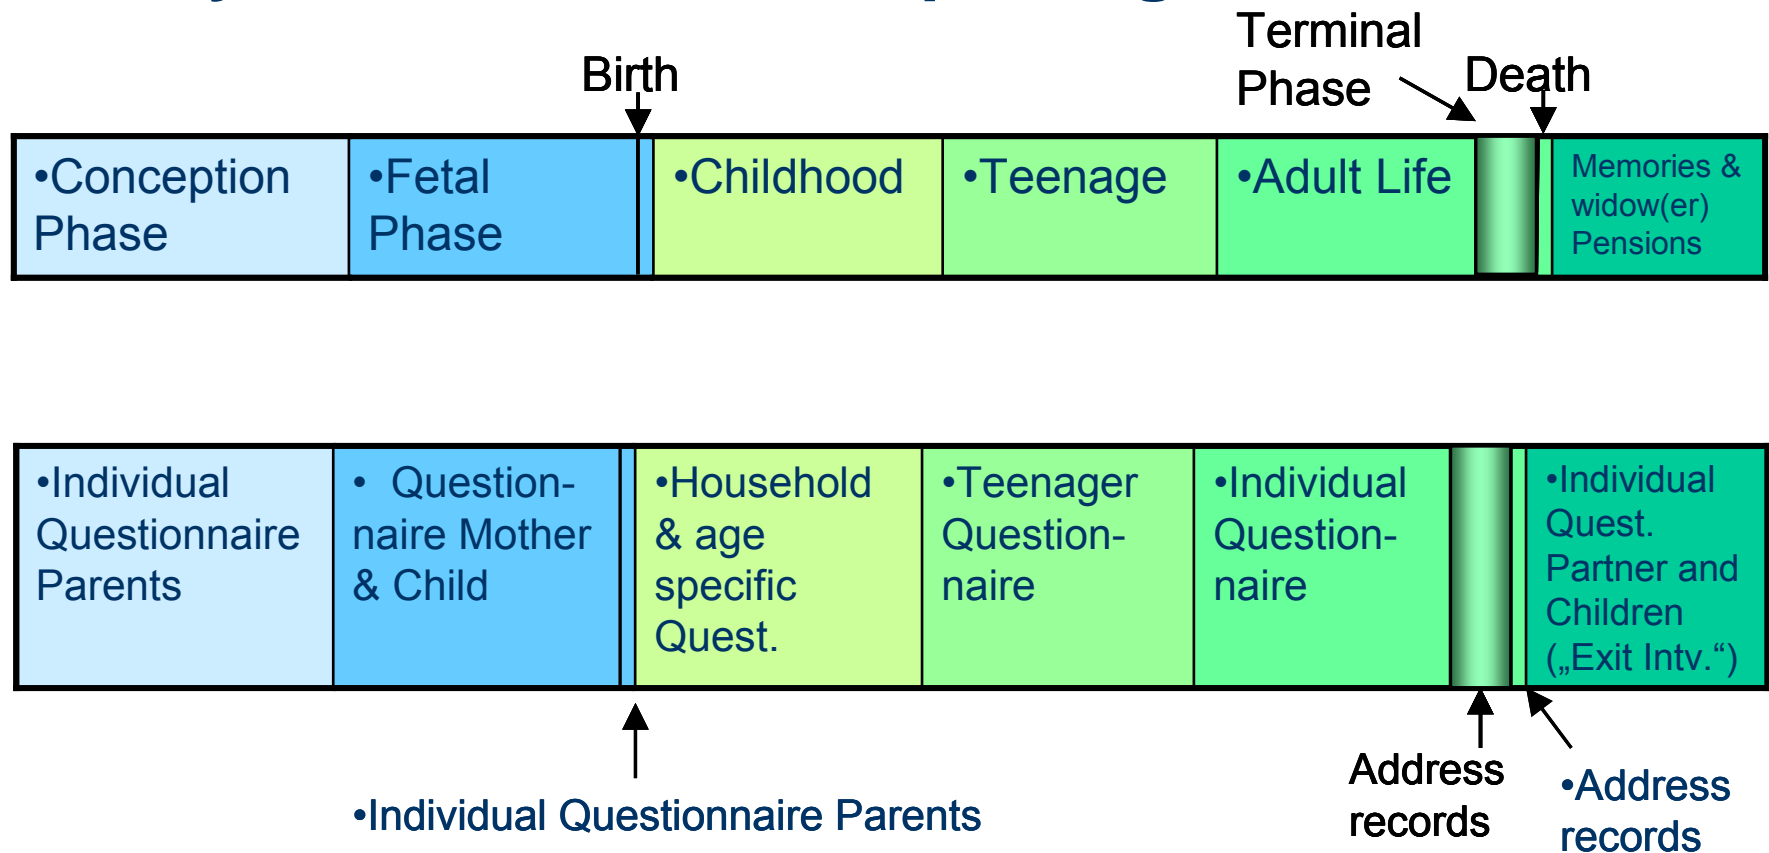 Terminal
Phase
Birth
Death
•Conception
Phase
•Fetal
Phase
•Childhood
•Teenage
•Adult Life
Memories &
widow(er)
Pensions
•Individual
Questionnaire
Parents
• Question-
naire Mother
& Child
•Household
& age
specific
Quest.
•Teenager
Question-
naire
•Individual
Question-
naire
•Individual
Quest.
Partner and
Children
(„Exit Intv.“)
•Individual Questionnaire Parents
Address
records
•Address
records